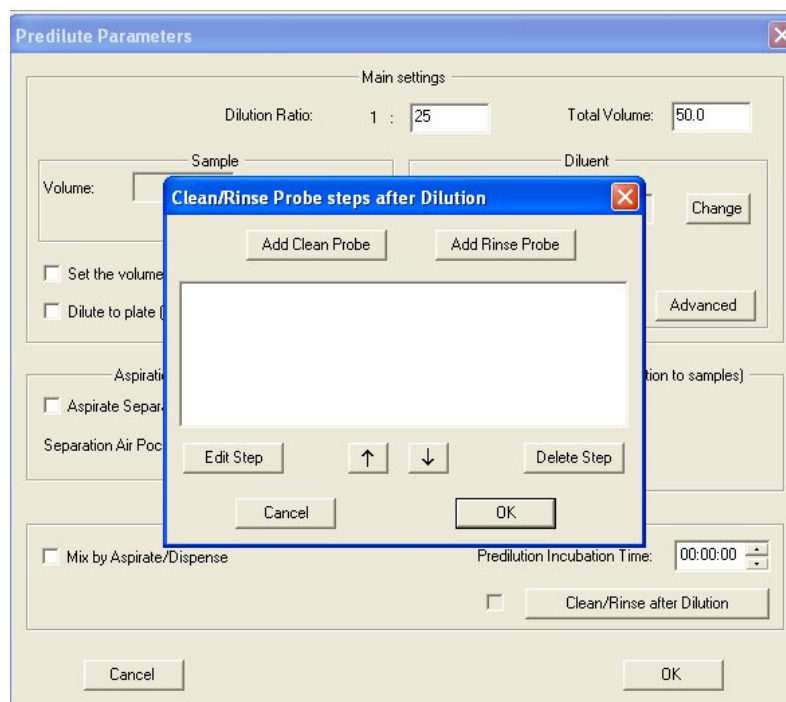 Predilute Parameters
Main settings
Dilution Ratio: 1 : 25 Total Volume: 50.0
Sample Diluent
Volume:
Clean/Rinse Probe steps after Dilution
Change
Add Clean Probe Add Rinse Probe
Set the volume
Dilute to plate (
Advanced
tion to samples)
Aspirate
Separation Air Poc
Edit Step ↑ ↓ Delete Step
Cancel OK
Mix by Aspirate/Dispense Predilution Incubation Time: 00:00:00
Clean/Rinse after Dilution
Cancel OK